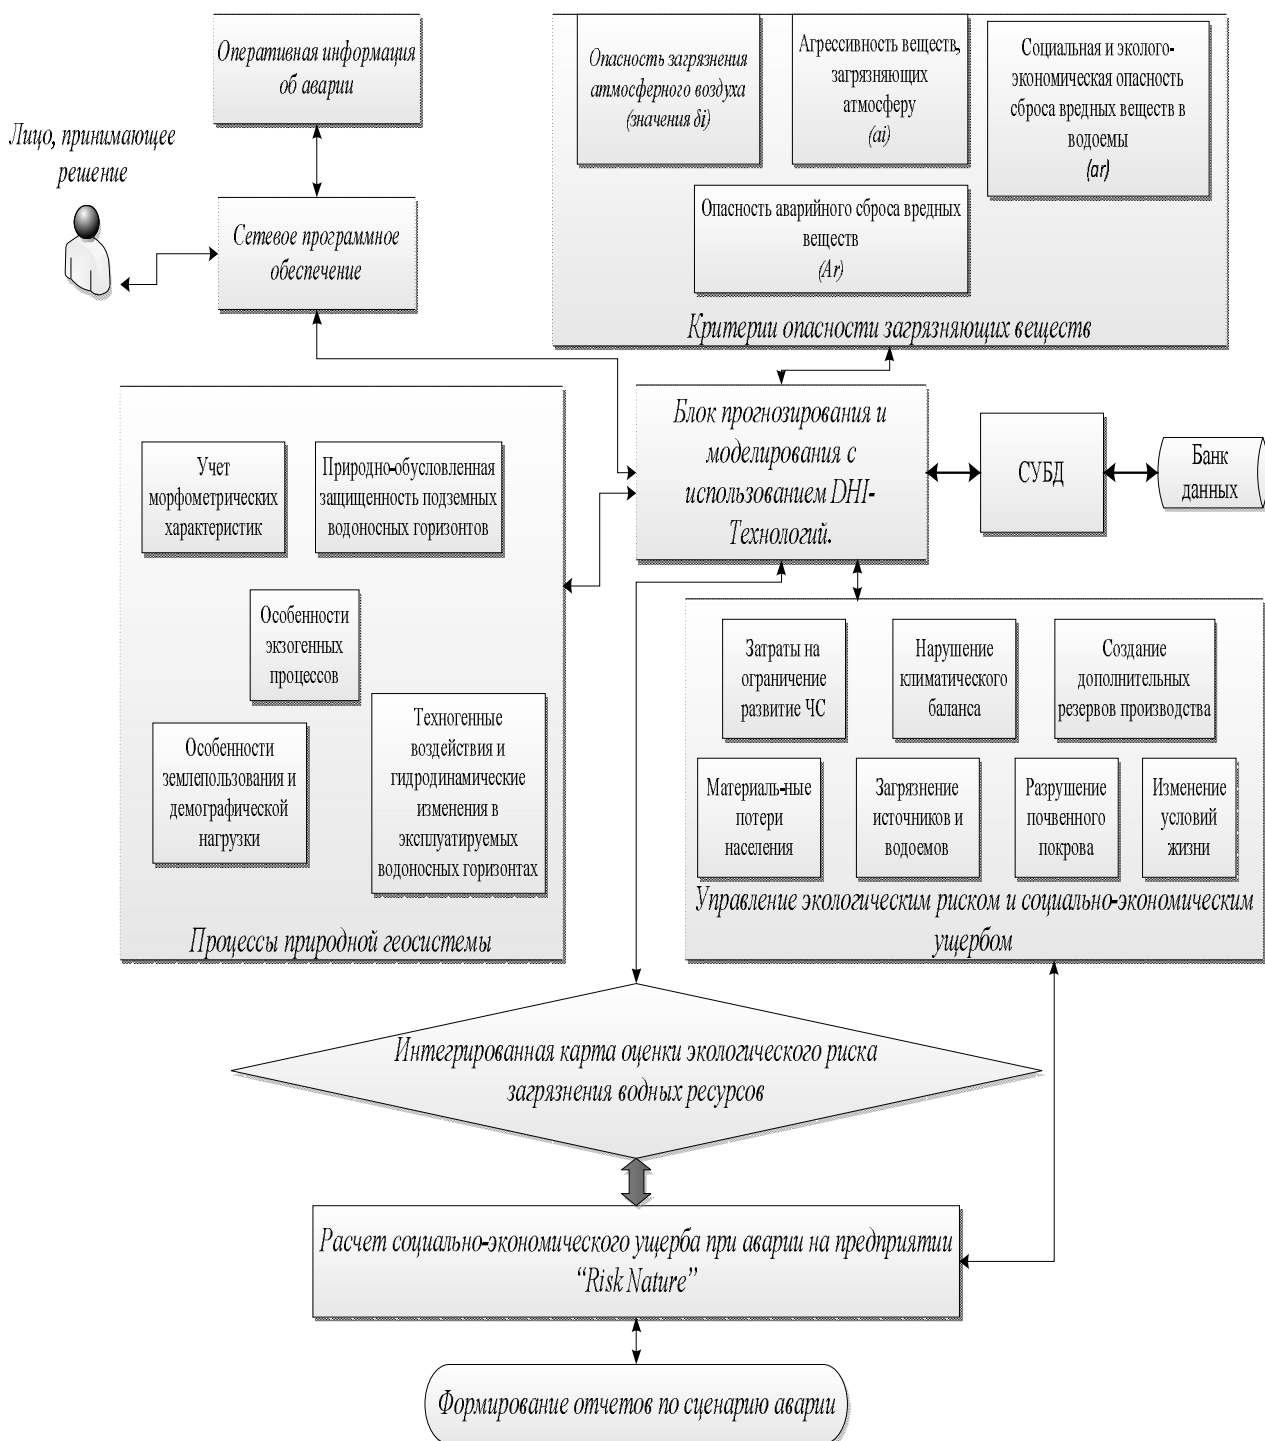 Оперативная информация
об аварии
Лицо, принимающее
решение
Сетевое программное
обеспечение
Опасность загрязнения
атмосферного воздуха
(значения δi)
Агрессивность веществ,
загрязняющих
атмосферу
(ai)
Социальная и эколого-
экономическая опасность
сброса вредных веществ в
водоемы
(ar)
Опасность аварийного сброса вредных
веществ
(Ar)
Критерии опасности загрязняющих веществ
Блок прогнозирования и
моделирования с
использованием DHI-
Технологий.
СУБД
Банк
данных
Учет
морфометрических
характеристик
Природно-обусловленная
защищенность подземных
водоносных горизонтов
Особенности
экзогенных
процессов
Особенности
землепользования и
демографической
нагрузки
Техногенные
воздействия и
гидродинамические
изменения в
эксплуатируемых
водоносных горизонтах
Процессы природной геосистемы
Затраты на
ограничение
развитие ЧС
Нарушение
климатического
баланса
Создание
дополнительных
резервов производства
Материаль-ные
потери
населения
Загрязнение
источников и
водоемов
Разрушение
почвенного
покрова
Изменение
условий
жизни
Управление экологическим риском и социально-экономическим
ущербом
Интегрированная карта оценки экологического риска
загрязнения водных ресурсов
Расчет социально-экономического ущерба при аварии на предприятии
“Risk Nature”
Формирование отчетов по сценарию аварии